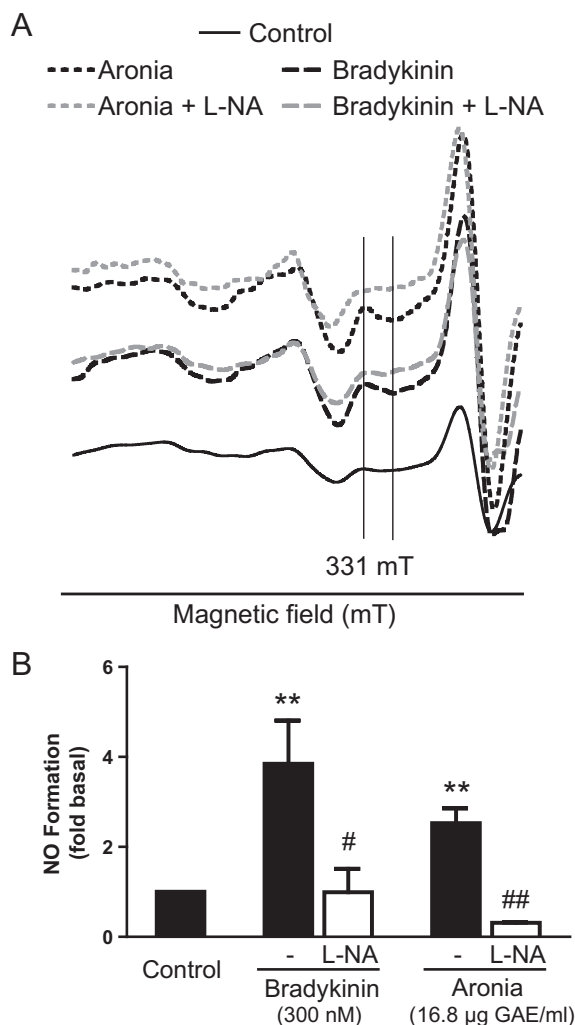 A
Control
Aronia Bradykinin
Aronia + L-NA Bradykinin + L-NA
331 mT
Magnetic field (mT)
B
NO Formation
(fold basal)
6
4
2
0
**
#
**
##
Control
- L-NA - L-NA
Bradykinin Aronia
(300 nM) (16.8 µg GAE/ml)